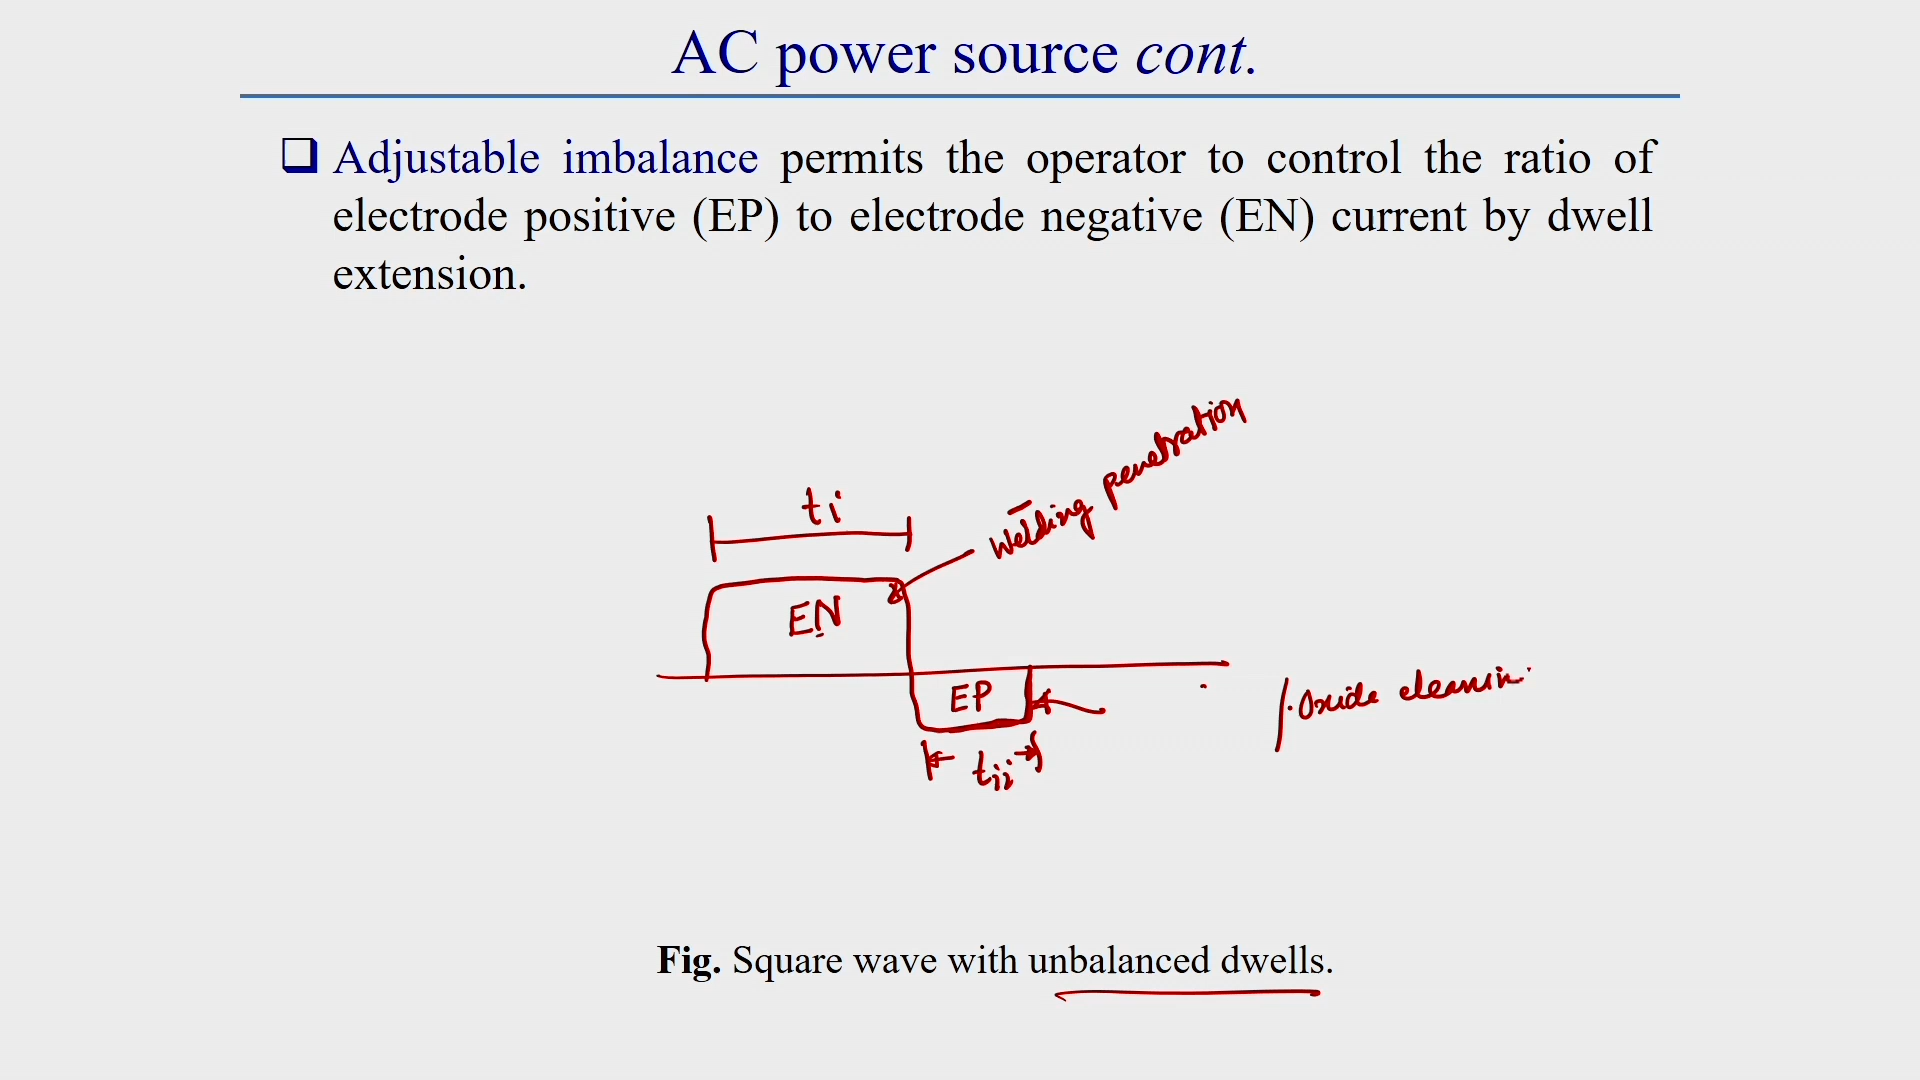 AC power source cont.
❑ Adjustable imbalance permits the operator to control the ratio of
electrode positive (EP) to electrode negative (EN) current by dwell
extension.
welding penetration
ti
EN
EP
Oxide cleanin
tii
Fig. Square wave with unbalanced dwells.